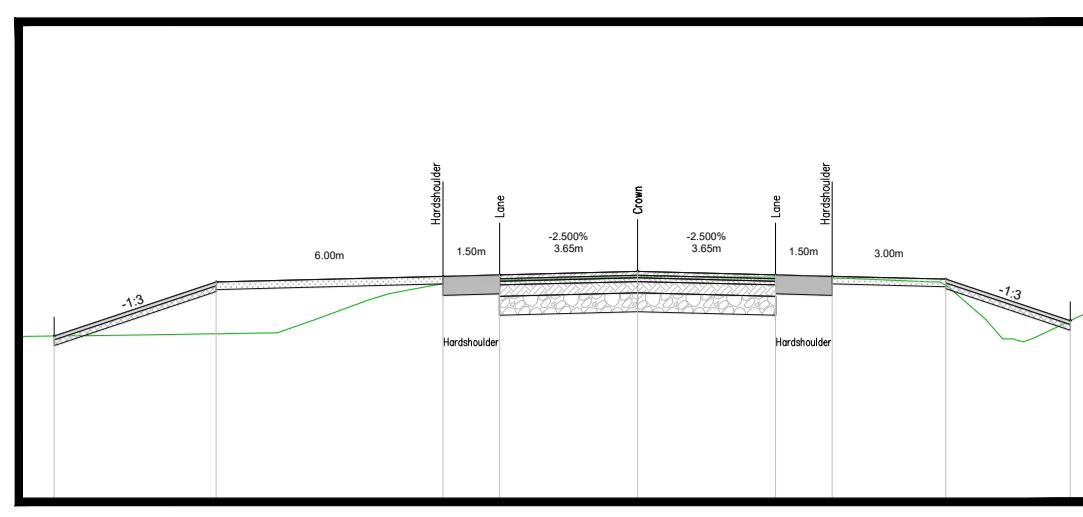 Hardshoulder
Lane
Crown
Lane
Hardshoulder
-2.500%
3.65m
-2.500%
3.65m
6.00m
1.50m
1.50m
3.00m
-1:3
-1:3
Hardshoulder
Hardshoulder